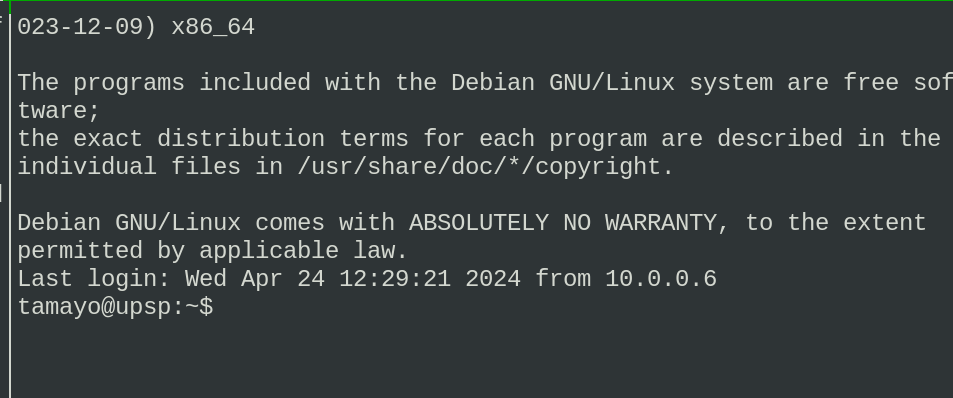 023-12-09) x86_64
The programs included with the Debian GNU/Linux system are free sof
tware;
the exact distribution terms for each program are described in the
individual files in /usr/share/doc/*/copyright.
Debian GNU/Linux comes with ABSOLUTELY NO WARRANTY, to the extent
permitted by applicable law.
Last login: Wed Apr 24 12:29:21 2024 from 10.0.0.6
tamayo@upsp:~$